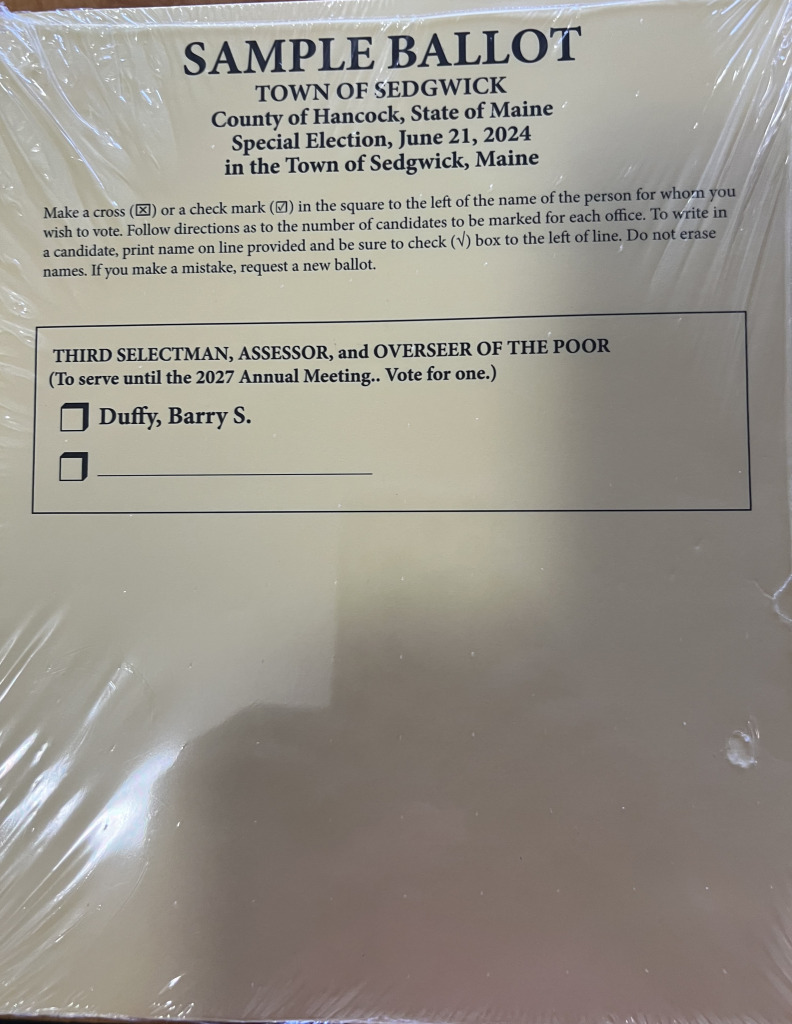 SAMPLE BALLOT
TOWN OF SEDGWICK
County of Hancock, State of Maine
Special Election, June 21, 2024
in the Town of Sedgwick, Maine
Make a cross (☒) or a check mark (☑) in the square to the left of the name of the person for whom you
wish to vote. Follow directions as to the number of candidates to be marked for each office. To write in
a candidate, print name on line provided and be sure to check (√) box to the left of line. Do not erase
names. If you make a mistake, request a new ballot.
THIRD SELECTMAN, ASSESSOR, and OVERSEER OF THE POOR
(To serve until the 2027 Annual Meeting.. Vote for one.)
Duffy, Barry S.